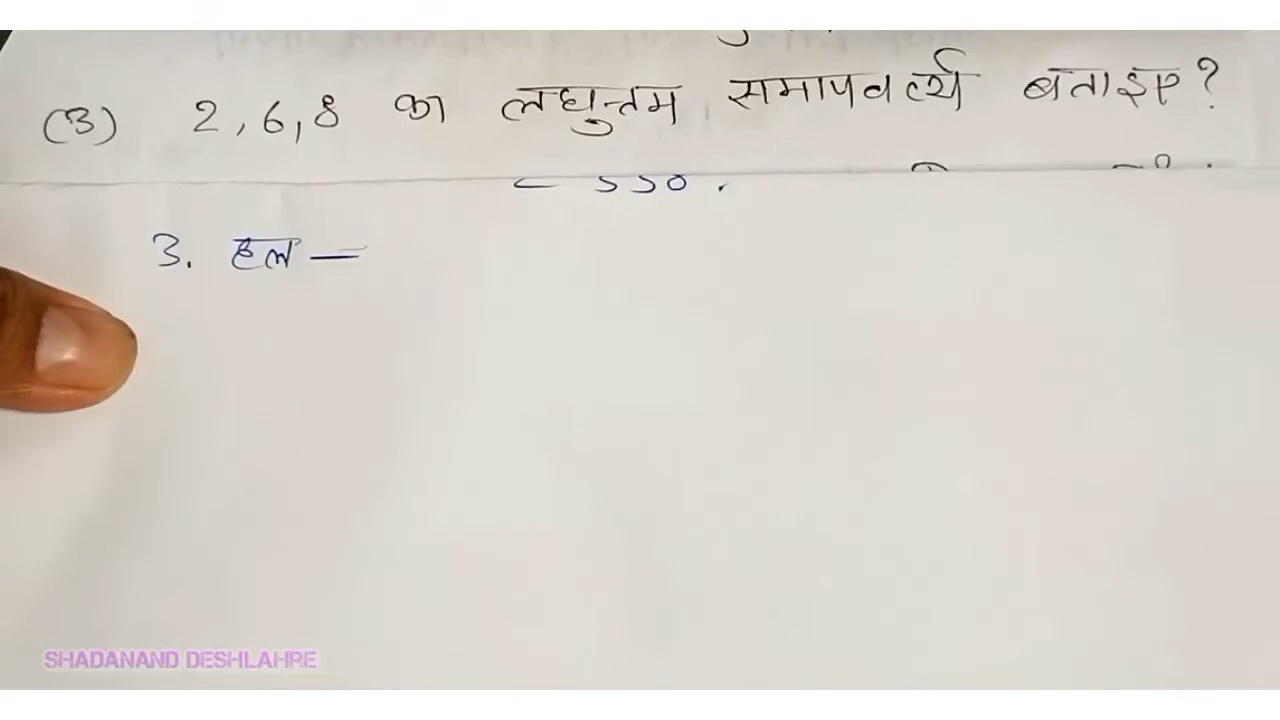 (3) 2, 6, 8 का लघुत्तम समापवर्त्य बताइए?
3. हल —
SHADANAND DESHLAHRE